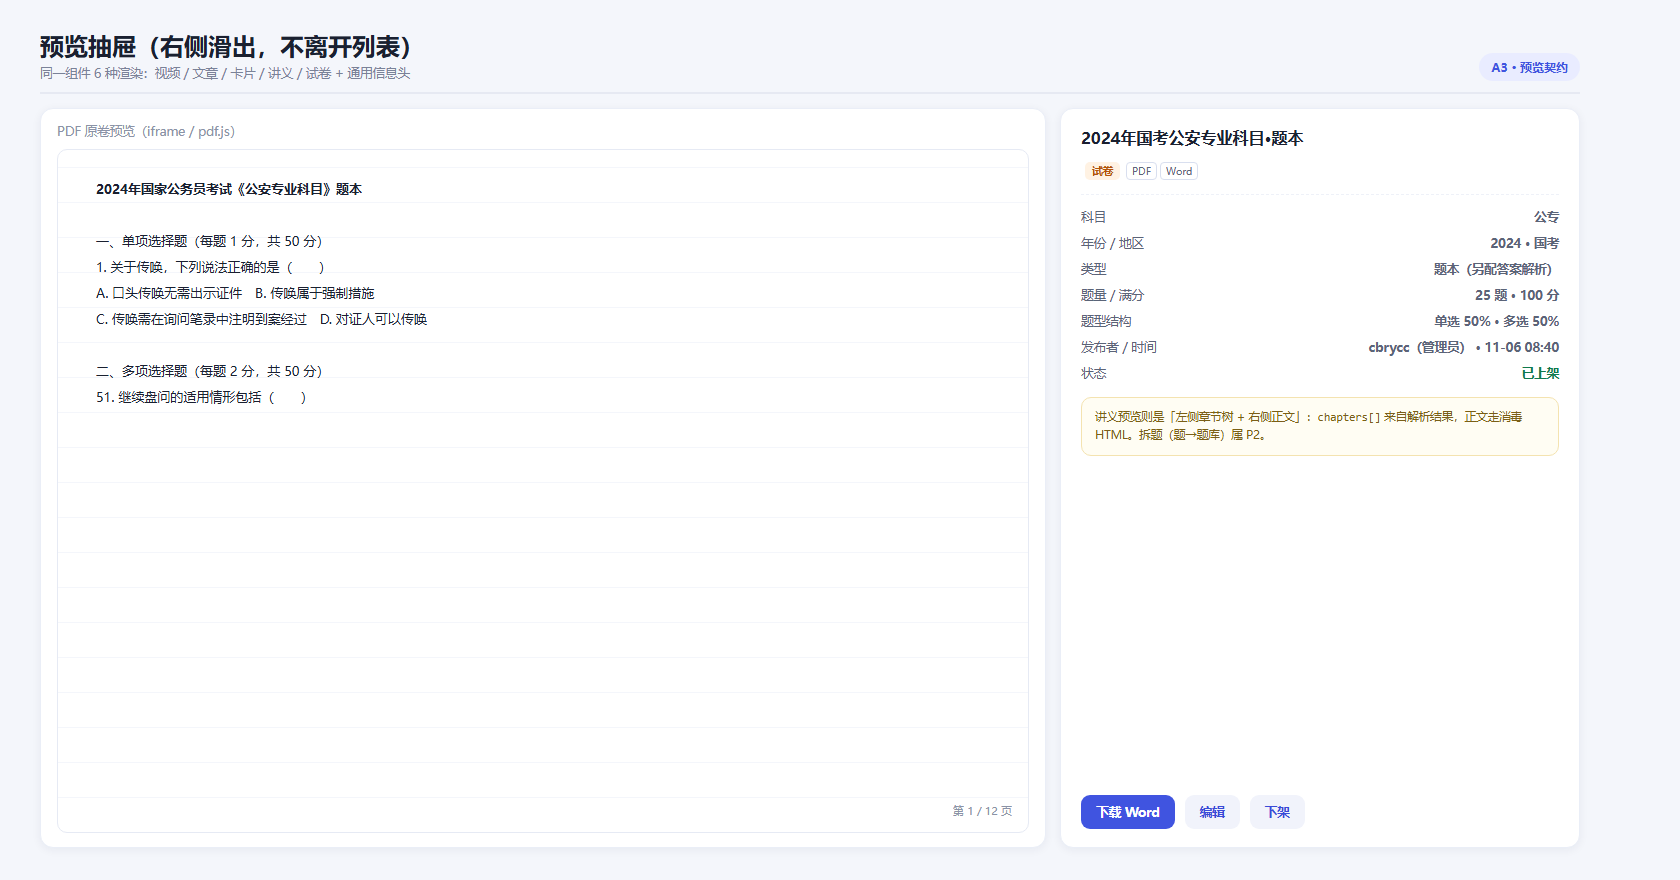 预览抽屉（右侧滑出，不离开列表）
同一组件 6 种渲染：视频 / 文章 / 卡片 / 讲义 / 试卷 + 通用信息头
A3 • 预览契约
PDF 原卷预览（iframe / pdf.js）
2024年国家公务员考试《公安专业科目》题本
一、单项选择题（每题 1 分，共 50 分）
1. 关于传唤，下列说法正确的是（　　）
A. 口头传唤无需出示证件　B. 传唤属于强制措施
C. 传唤需在询问笔录中注明到案经过　D. 对证人可以传唤
二、多项选择题（每题 2 分，共 50 分）
51. 继续盘问的适用情形包括（　　）
第 1 / 12 页
2024年国考公安专业科目•题本
试卷 PDF Word
科目 公专
年份 / 地区 2024 • 国考
类型 题本（另配答案解析）
题量 / 满分 25 题 • 100 分
题型结构 单选 50% • 多选 50%
发布者 / 时间 cbrycc（管理员） • 11-06 08:40
状态 已上架
讲义预览则是「左侧章节树 + 右侧正文」：chapters[] 来自解析结果，正文走消毒
HTML。拆题（题→题库）属 P2。
下载 Word 编辑 下架